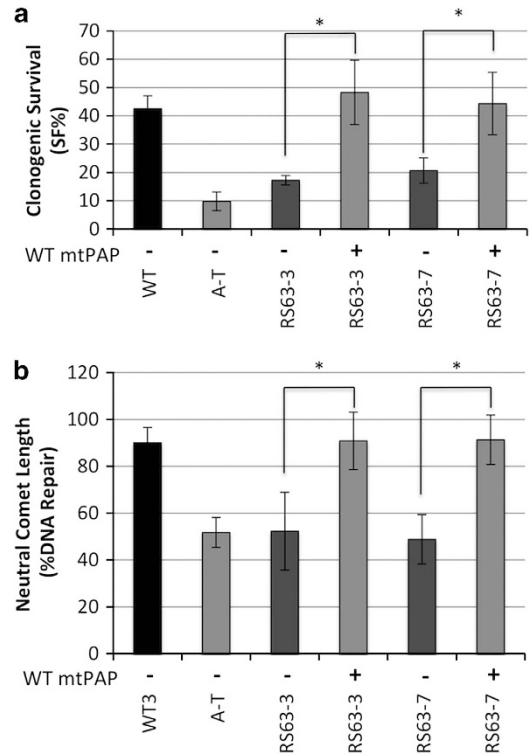 a
* *
Clonogenic Survival
(SF%)
70
60
50
40
30
20
10
0
WT mtPAP - - - + - +
WT A-T RS63-3 RS63-3 RS63-7 RS63-7
b
* *
Neutral Comet Length
(%DNA Repair)
120
100
80
60
40
20
0
WT mtPAP - - - + - +
WT3 A-T RS63-3 RS63-3 RS63-7 RS63-7